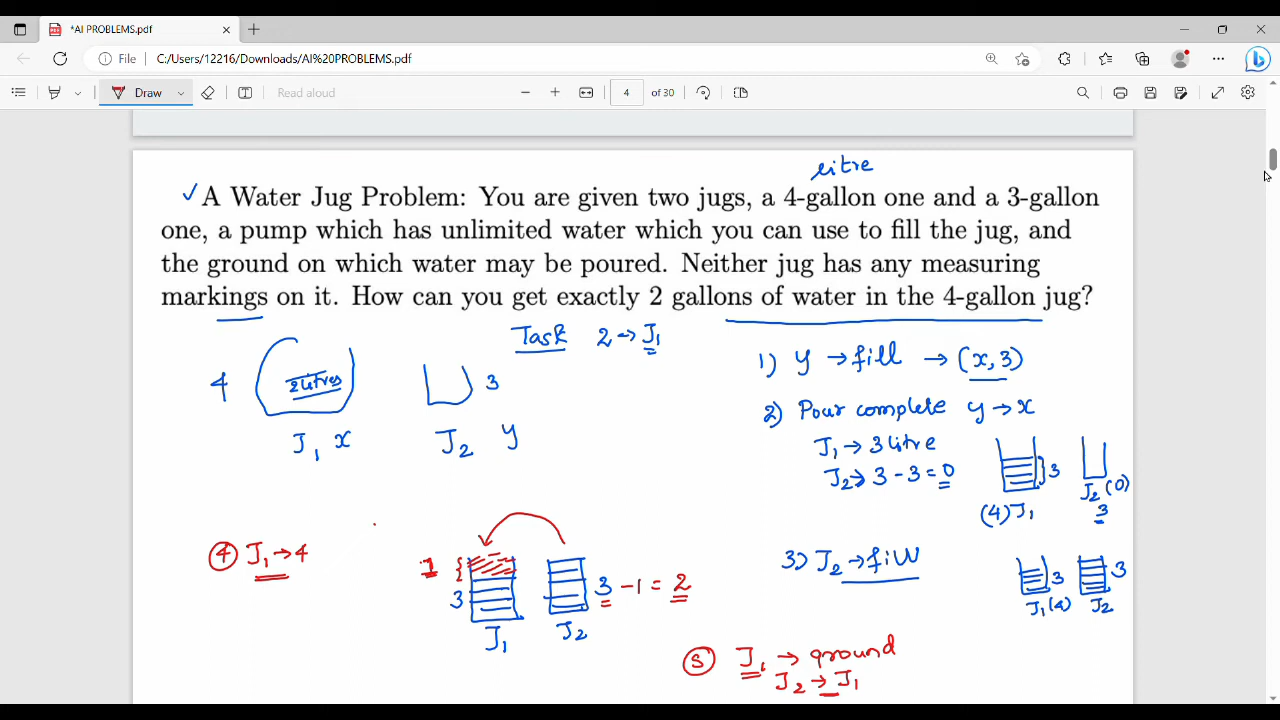 *AI PROBLEMS.pdf
File C:/Users/12216/Downloads/AI%20PROBLEMS.pdf
Draw Read aloud 4 of 30
litre
✓A Water Jug Problem: You are given two jugs, a 4-gallon one and a 3-gallon
one, a pump which has unlimited water which you can use to fill the jug, and
the ground on which water may be poured. Neither jug has any measuring
markings on it. How can you get exactly 2 gallons of water in the 4-gallon jug?
Task 2 → J1
4 2 litres 3
J1 x J2 y
1) y → fill → (x, 3)
2) Pour complete y → x
J1 → 3 litre
J2 → 3 - 3 = 0
3 J2 (0)
(4) J1 3
④ J1 → 4
1 3 3 - 1 = 2
J1 J2
3) J2 → fill
3 3
J1(4) J2
⑤ J1 → ground
J2 → J1